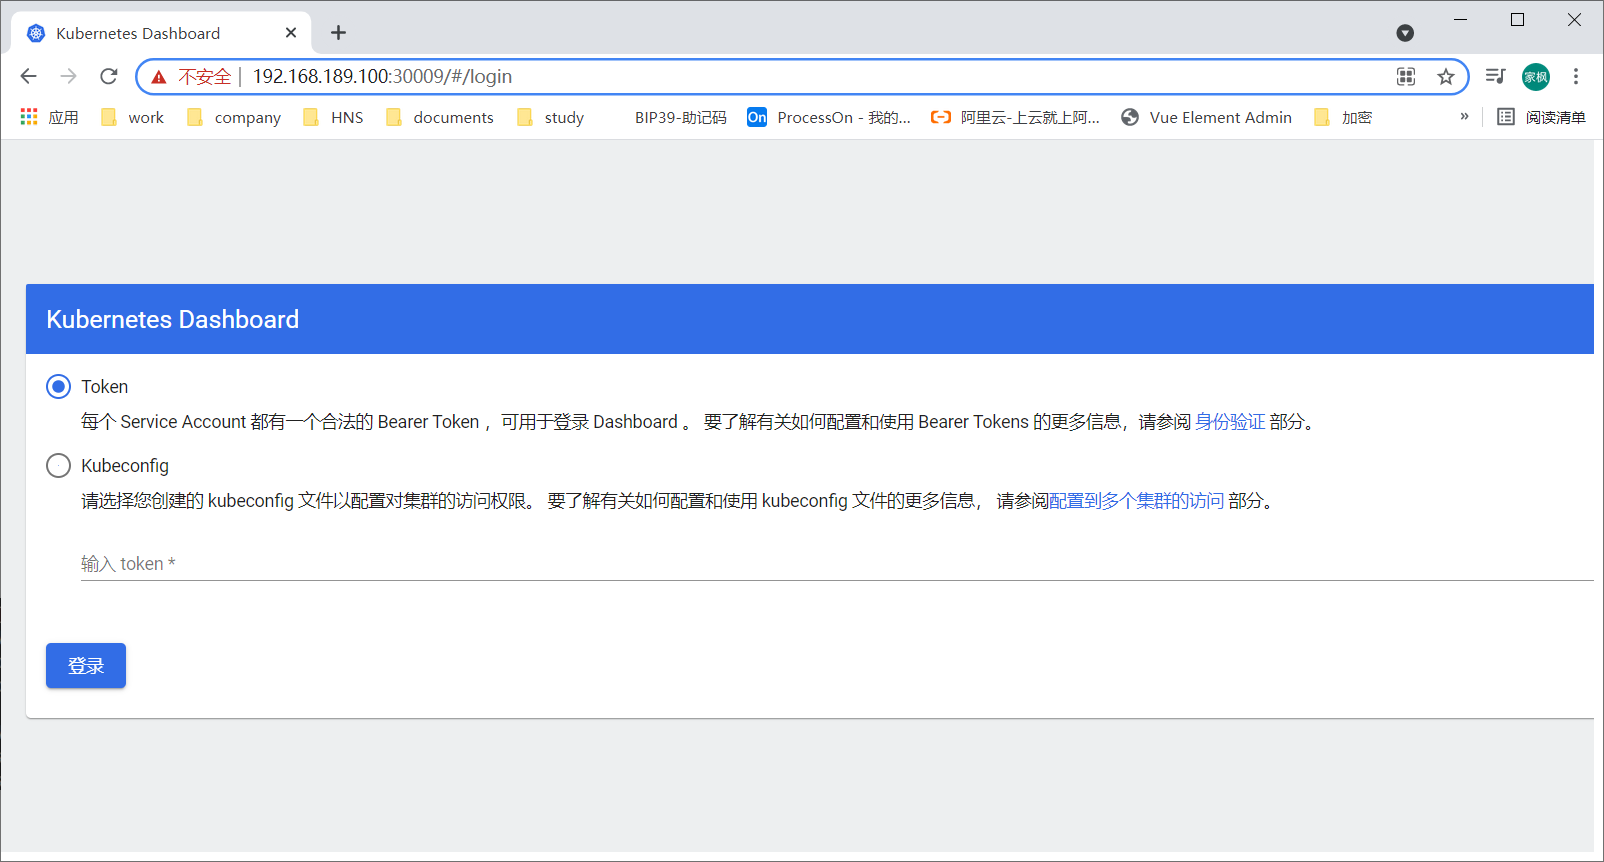 Kubernetes Dashboard
不安全 | 192.168.189.100:30009/#/login
家枫
应用 work company HNS documents study BIP39-助记码 On ProcessOn - 我的... 阿里云-上云就上阿... Vue Element Admin 加密 » 阅读清单
Kubernetes Dashboard
Token
每个 Service Account 都有一个合法的 Bearer Token ，可用于登录 Dashboard 。 要了解有关如何配置和使用 Bearer Tokens 的更多信息，请参阅 身份验证 部分。
Kubeconfig
请选择您创建的 kubeconfig 文件以配置对集群的访问权限。 要了解有关如何配置和使用 kubeconfig 文件的更多信息， 请参阅配置到多个集群的访问 部分。
输入 token *
登录